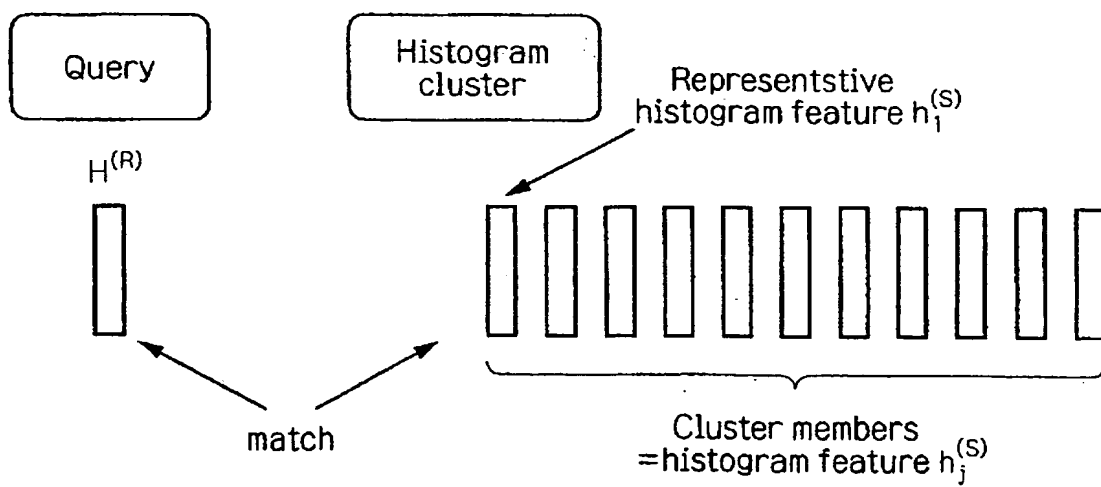 Query
Histogram
cluster
Representstive
histogram feature h₁⁽ˢ⁾
H⁽ᴿ⁾
match
Cluster members
=histogram feature hⱼ⁽ˢ⁾